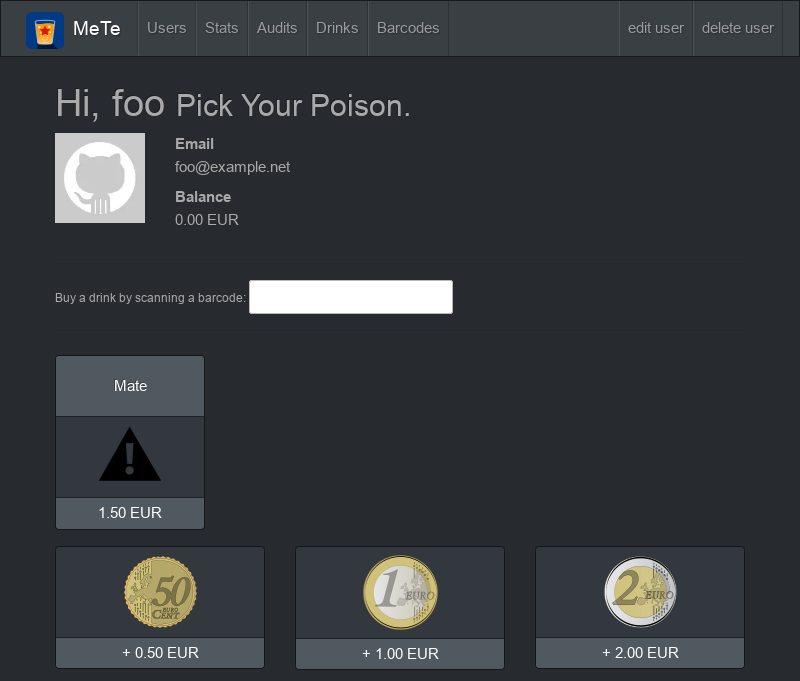 MeTe Users Stats Audits Drinks Barcodes edit user delete user
Hi, foo Pick Your Poison.
Email
foo@example.net
Balance
0.00 EUR
Buy a drink by scanning a barcode:
Mate
1.50 EUR
50 EURO CENT
1 EURO
2 EURO
+ 0.50 EUR
+ 1.00 EUR
+ 2.00 EUR